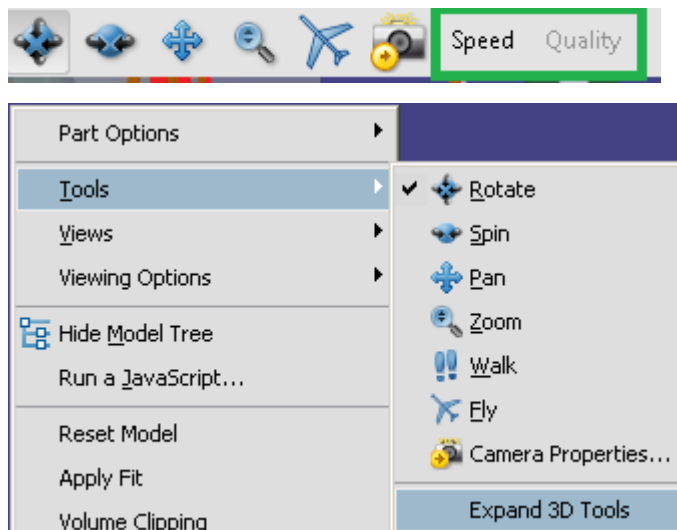 Speed Quality
Part Options
Tools
Rotate
Views
Spin
Viewing Options
Pan
Zoom
Hide Model Tree
Walk
Run a JavaScript...
Fly
Reset Model
Camera Properties...
Apply Fit
Expand 3D Tools
Volume Clipping